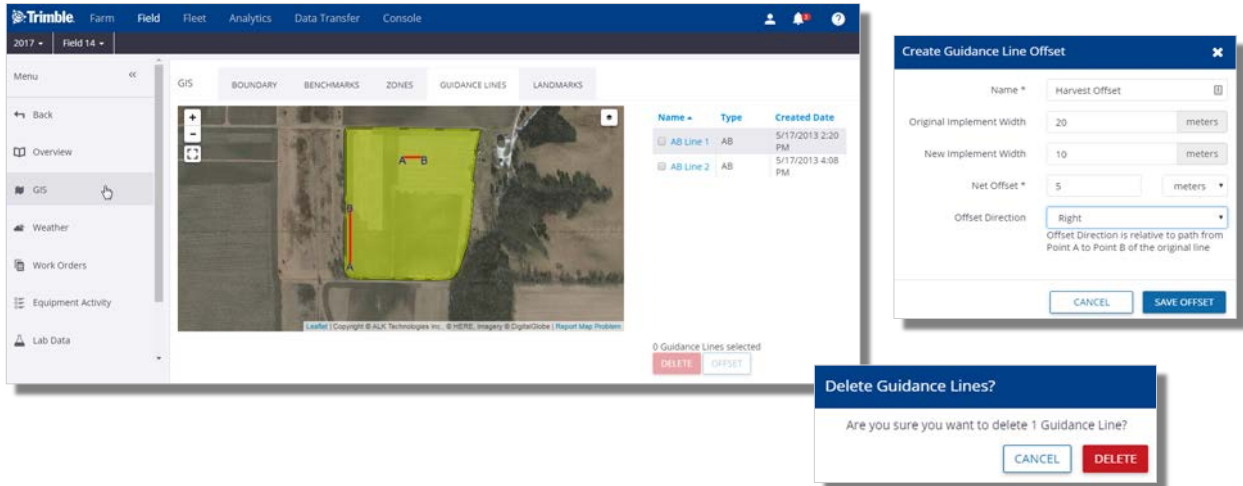 Trimble. Farm Field Fleet Analytics Data Transfer Console 3 ?
2017 Field 14
Menu «
Back
Overview
GIS
Weather
Work Orders
Equipment Activity
Lab Data
GIS BOUNDARY BENCHMARKS ZONES GUIDANCE LINES LANDMARKS
+
-
A B
B
A
Leaflet | Copyright © ALK Technologies Inc., © HERE, Imagery © DigitalGlobe | Report Map Problem
Name Type Created Date
AB Line 1 AB 5/17/2013 2:20
PM
AB Line 2 AB 5/17/2013 4:08
PM
0 Guidance Lines selected
DELETE OFFSET
Create Guidance Line Offset
Name * Harvest Offset
Original Implement Width 20 meters
New Implement Width 10 meters
Net Offset * 5 meters
Offset Direction Right
Offset Direction is relative to path from
Point A to Point B of the original line
CANCEL SAVE OFFSET
Delete Guidance Lines?
Are you sure you want to delete 1 Guidance Line?
CANCEL DELETE